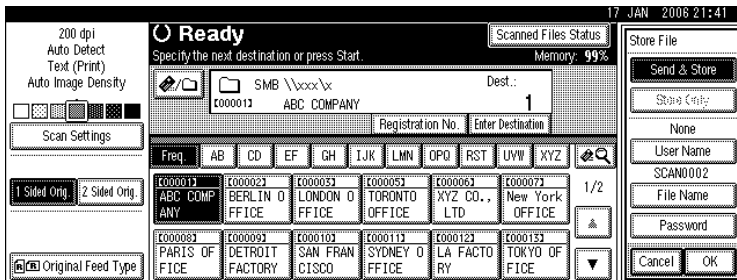 17 JAN 2006 21:41
200 dpi
Auto Detect
Text (Print)
Auto Image Density
Scan Settings
1 Sided Orig.
2 Sided Orig.
Original Feed Type
Ready
Scanned Files Status
Specify the next destination or press Start.
Memory: 99%
SMB \\xxx\x
Dest.:
[00001]
ABC COMPANY
1
Registration No.
Enter Destination
Freq.
AB
CD
EF
GH
IJK
LMN
OPQ
RST
UVW
XYZ
[00001]
ABC COMP
ANY
[00002]
BERLIN O
FFICE
[00003]
LONDON O
FFICE
[00005]
TORONTO
OFFICE
[00006]
XYZ CO.,
LTD
[00007]
New York
OFFICE
1/2
[00008]
PARIS OF
FICE
[00009]
DETROIT
FACTORY
[00010]
SAN FRAN
CISCO
[00011]
SYDNEY O
FFICE
[00012]
LA FACTO
RY
[00013]
TOKYO OF
FICE
Store File
Send & Store
Store Only
None
User Name
SCAN0002
File Name
Password
Cancel
OK